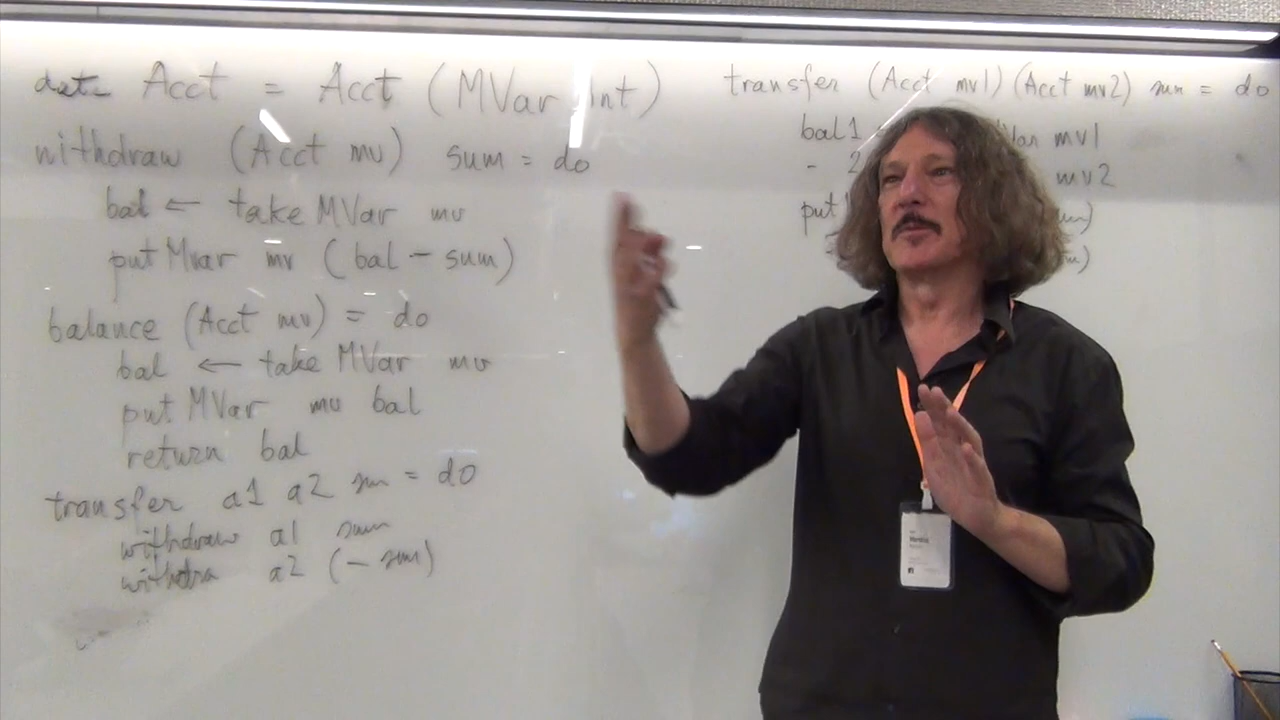 data Acct = Acct (MVar Int)
withdraw (Acct mv) sum = do
bal ← takeMVar mv
putMvar mv (bal - sum)
balance (Acct mv) = do
bal ← takeMVar mv
putMVar mv bal
return bal
transfer a1 a2 sum = do
withdraw a1 sum
withdra a2 (- sum)
transfer (Acct mv1) (Acct mv2) sum = do
bal1 mv1
- 2 mv2
put